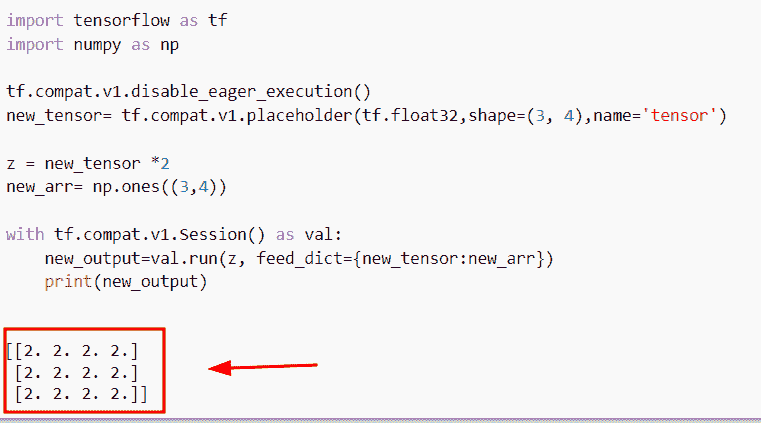 import tensorflow as tf
import numpy as np
tf.compat.v1.disable_eager_execution()
new_tensor= tf.compat.v1.placeholder(tf.float32,shape=(3, 4),name='tensor')
z = new_tensor *2
new_arr= np.ones((3,4))
with tf.compat.v1.Session() as val:
    new_output=val.run(z, feed_dict={new_tensor:new_arr})
    print(new_output)
[[2. 2. 2. 2.]
 [2. 2. 2. 2.]
 [2. 2. 2. 2.]]